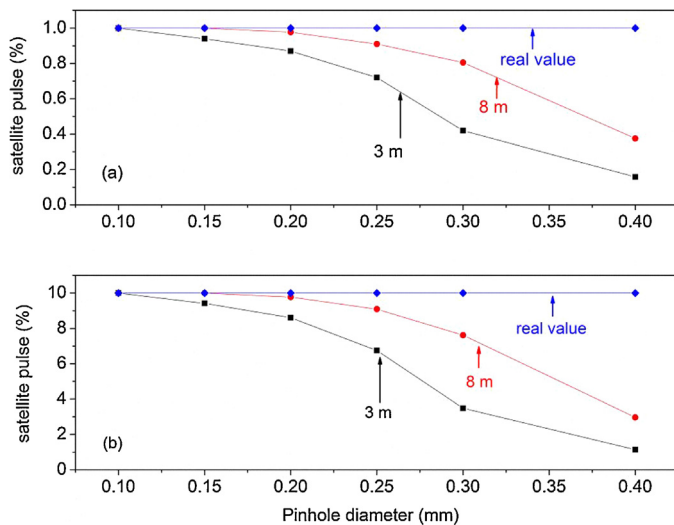 1.0
0.8
0.6
0.4
0.2
0.0
satellite pulse (%)
real value
8 m
3 m
(a)
0.10 0.15 0.20 0.25 0.30 0.35 0.40
10
8
6
4
2
0
satellite pulse (%)
real value
8 m
3 m
(b)
0.10 0.15 0.20 0.25 0.30 0.35 0.40
Pinhole diameter (mm)